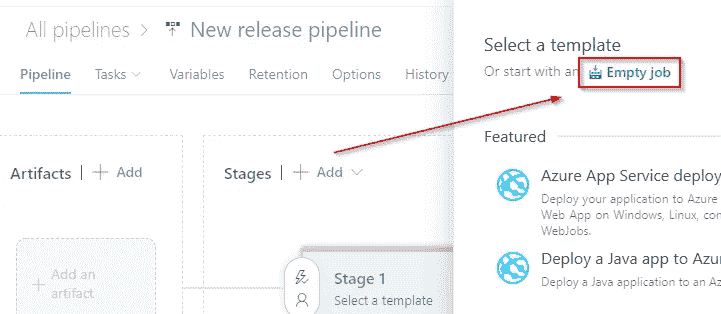 All pipelines > New release pipeline
Pipeline Tasks Variables Retention Options History
Artifacts | + Add
Stages | + Add
+ Add an
artifact
Stage 1
Select a template
Select a template
Or start with an Empty job
Featured
Azure App Service deploy
Deploy your application to Azure
Web App on Windows, Linux, con
WebJobs.
Deploy a Java app to Azu
Deploy a Java application to an Az